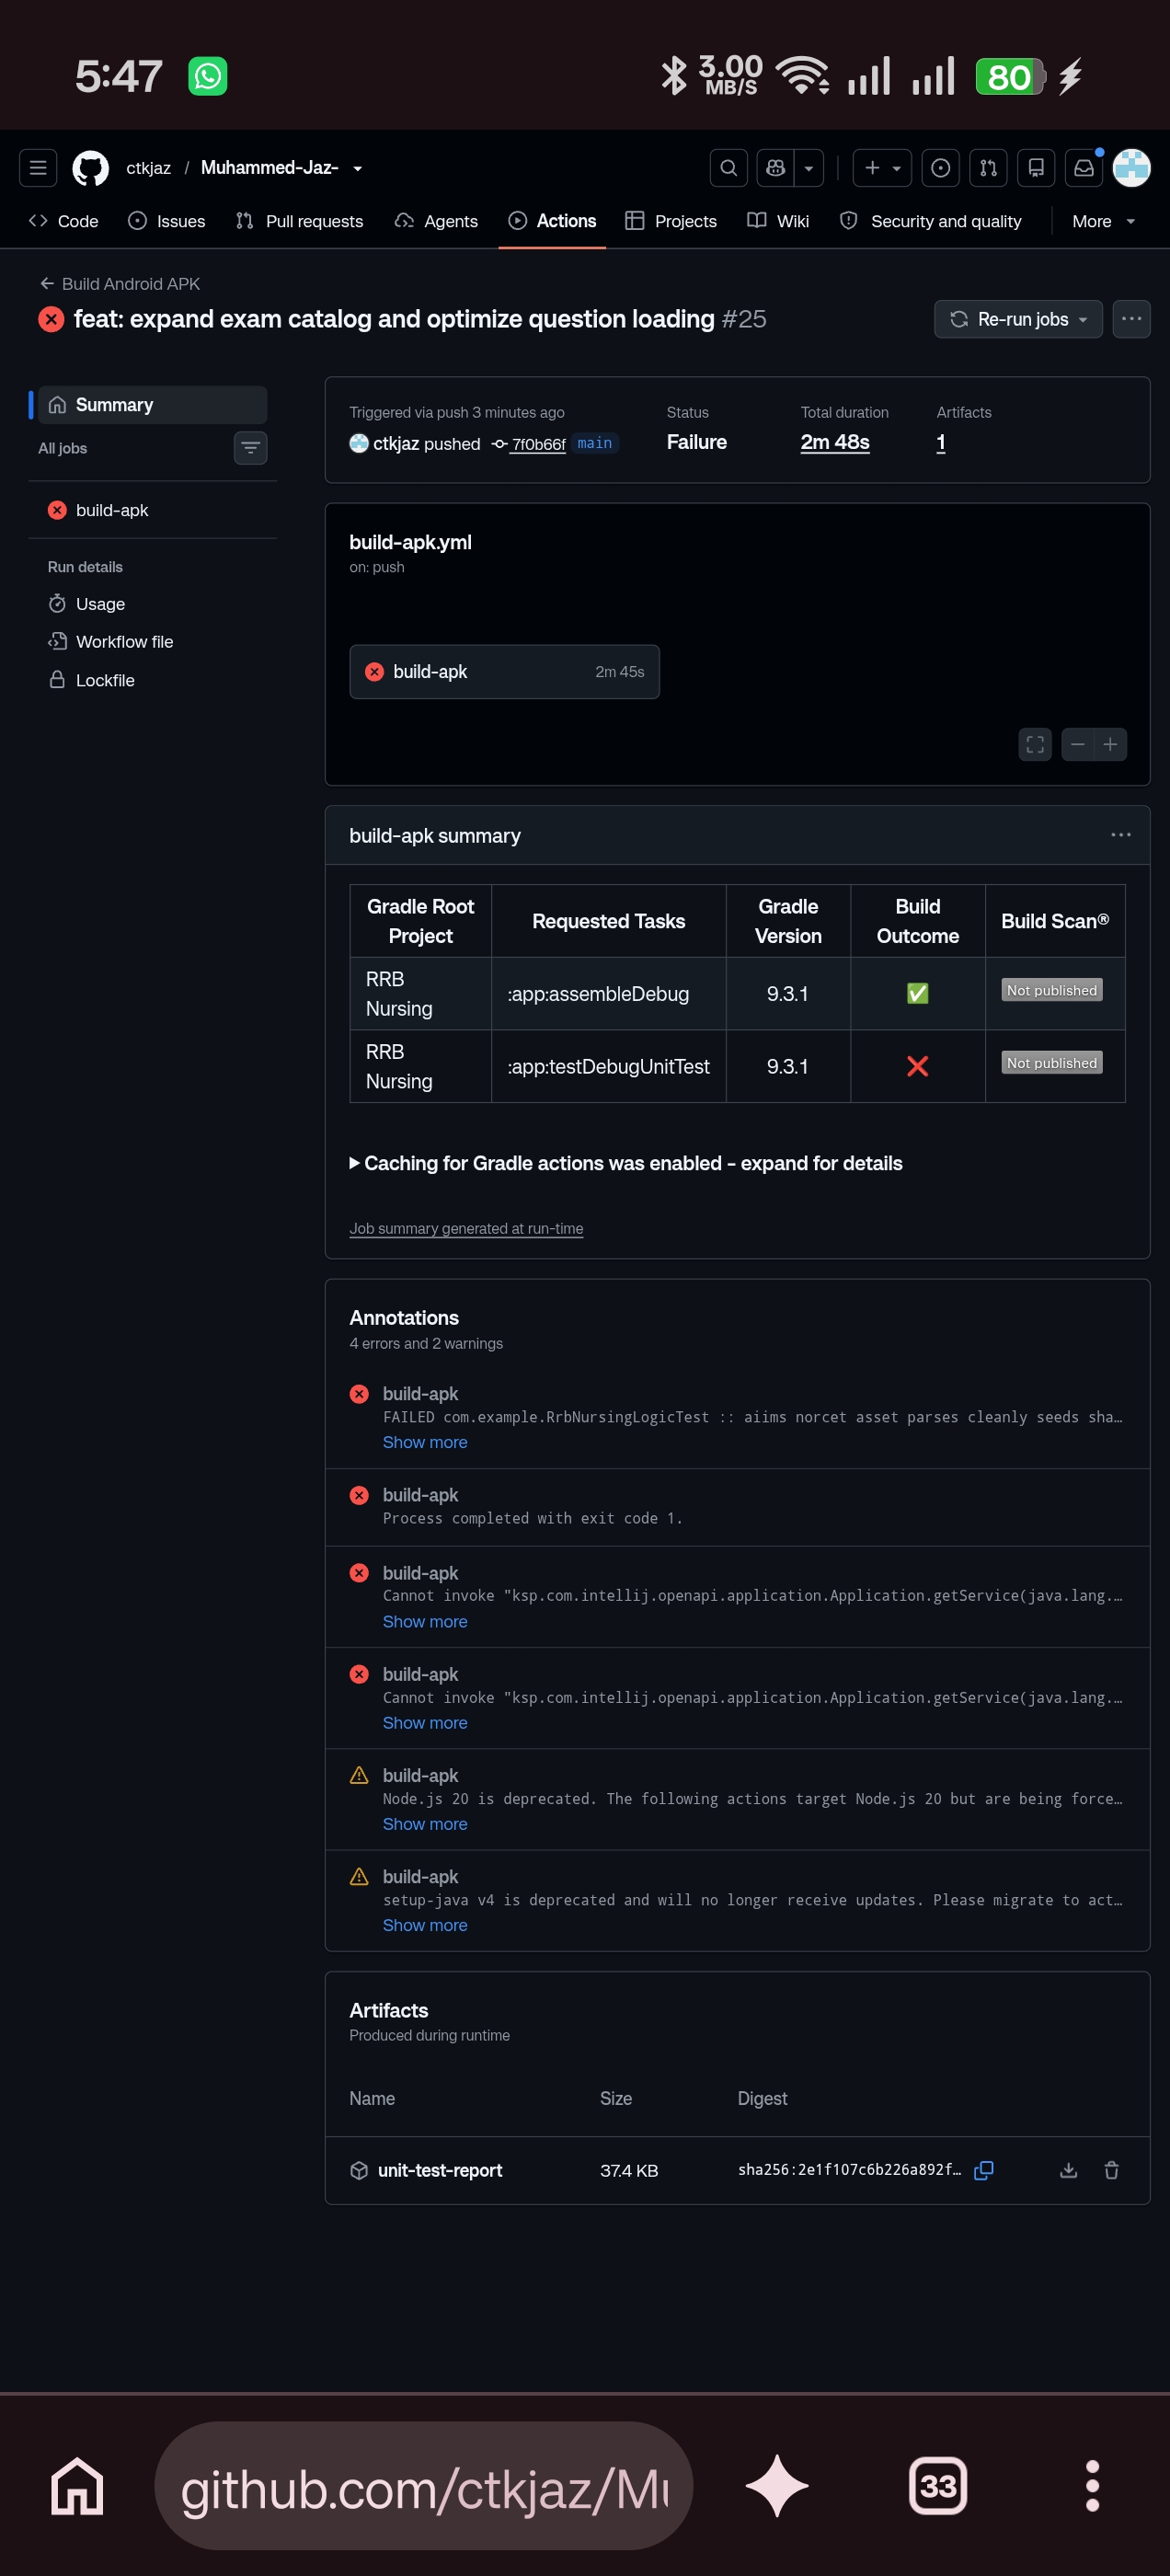 5:47
3.00 MB/S
80
ctkjaz / Muhammed-Jaz-
Code Issues Pull requests Agents Actions Projects Wiki Security and quality More
Build Android APK
feat: expand exam catalog and optimize question loading #25
Re-run jobs
Summary
All jobs
build-apk
Run details
Usage
Workflow file
Lockfile
Triggered via push 3 minutes ago
ctkjaz pushed 7f0b66f main
Status
Failure
Total duration
2m 48s
Artifacts
1
build-apk.yml
on: push
build-apk 2m 45s
build-apk summary
Gradle Root Project Requested Tasks Gradle Version Build Outcome Build Scan®
RRB Nursing :app:assembleDebug 9.3.1 ✅ Not published
RRB Nursing :app:testDebugUnitTest 9.3.1 ❌ Not published
Caching for Gradle actions was enabled - expand for details
Job summary generated at run-time
Annotations
4 errors and 2 warnings
build-apk
FAILED com.example.RrbNursingLogicTest :: aiims norcet asset parses cleanly seeds sha…
Show more
build-apk
Process completed with exit code 1.
build-apk
Cannot invoke "ksp.com.intellij.openapi.application.Application.getService(java.lang.…
Show more
build-apk
Cannot invoke "ksp.com.intellij.openapi.application.Application.getService(java.lang.…
Show more
build-apk
Node.js 20 is deprecated. The following actions target Node.js 20 but are being force…
Show more
build-apk
setup-java v4 is deprecated and will no longer receive updates. Please migrate to act…
Show more
Artifacts
Produced during runtime
Name Size Digest
unit-test-report 37.4 KB sha256:2e1f107c6b226a892f…
github.com/ctkjaz/Mu
33